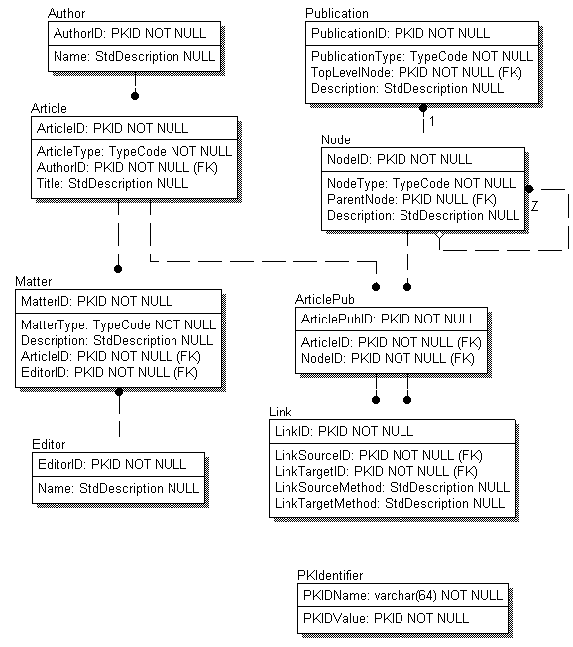 Author
AuthorID: PKID NOT NULL
Name: StdDescription NULL
Publication
PublicationID: PKID NOT NULL
PublicationType: TypeCode NOT NULL
TopLevelNode: PKID NOT NULL (FK)
Description: StdDescription NULL
1
Article
ArticleID: PKID NOT NULL
ArticleType: TypeCode NOT NULL
AuthorID: PKID NOT NULL (FK)
Title: StdDescription NULL
Node
NodeID: PKID NOT NULL
NodeType: TypeCode NOT NULL
ParentNode: PKID NULL (FK)
Description: StdDescription NULL
Z
Matter
MatterID: PKID NOT NULL
MatterType: TypeCode NOT NULL
Description: StdDescription NULL
ArticleID: PKID NOT NULL (FK)
EditorID: PKID NOT NULL (FK)
ArticlePub
ArticlePubID: PKID NOT NULL
ArticleID: PKID NOT NULL (FK)
NodeID: PKID NOT NULL (FK)
Editor
EditorID: PKID NOT NULL
Name: StdDescription NULL
Link
LinkID: PKID NOT NULL
LinkSourceID: PKID NOT NULL (FK)
LinkTargetID: PKID NOT NULL (FK)
LinkSourceMethod: StdDescription NULL
LinkTargetMethod: StdDescription NULL
PKIdentifier
PKIDName: varchar(64) NOT NULL
PKIDValue: PKID NOT NULL